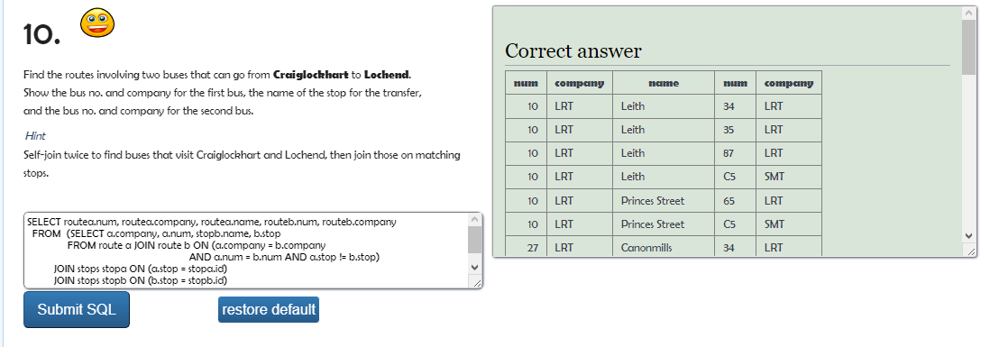 10.
Find the routes involving two buses that can go from Craiglockhart to Lochend.
Show the bus no. and company for the first bus, the name of the stop for the transfer,
and the bus no. and company for the second bus.
Hint
Self-join twice to find buses that visit Craiglockhart and Lochend, then join those on matching
stops.
SELECT routea.num, routea.company, routea.name, routeb.num, routeb.company
FROM (SELECT a.company, a.num, stopb.name, b.stop
FROM route a JOIN route b ON (a.company = b.company
AND a.num = b.num AND a.stop != b.stop)
JOIN stops stopa ON (a.stop = stopa.id)
JOIN stops stopb ON (b.stop = stopb.id)
Submit SQL restore default
Correct answer
num company name num company
10 LRT Leith 34 LRT
10 LRT Leith 35 LRT
10 LRT Leith 87 LRT
10 LRT Leith C5 SMT
10 LRT Princes Street 65 LRT
10 LRT Princes Street C5 SMT
27 LRT Canonmills 34 LRT